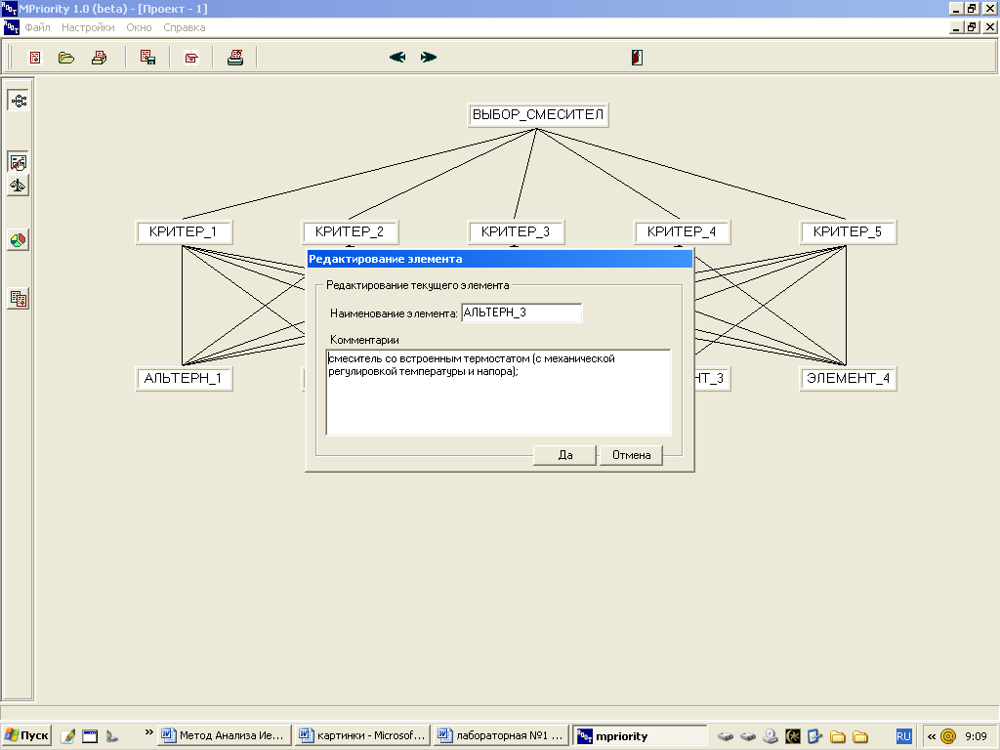 MPriority 1.0 (beta) - [Проект - 1]
Файл Настройки Окно Справка
ВЫБОР_СМЕСИТЕЛ
КРИТЕР_1 КРИТЕР_2 КРИТЕР_3 КРИТЕР_4 КРИТЕР_5
Редактирование элемента
Редактирование текущего элемента
Наименование элемента: АЛЬТЕРН_3
Комментарии
смеситель со встроенным термостатом (с механической
регулировкой температуры и напора);
АЛЬТЕРН_1 НТ_3 ЭЛЕМЕНТ_4
Да Отмена
Пуск » Метод Анализа Ие... картинки - Microsof... лабораторная №1 ... mpriority RU « 9:09